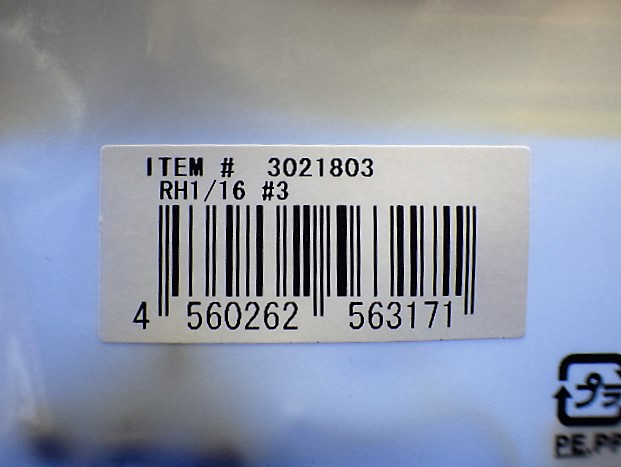 ITEM # 3021803
RH1/16 #3
4 560262 563171
プラ
PE,PP